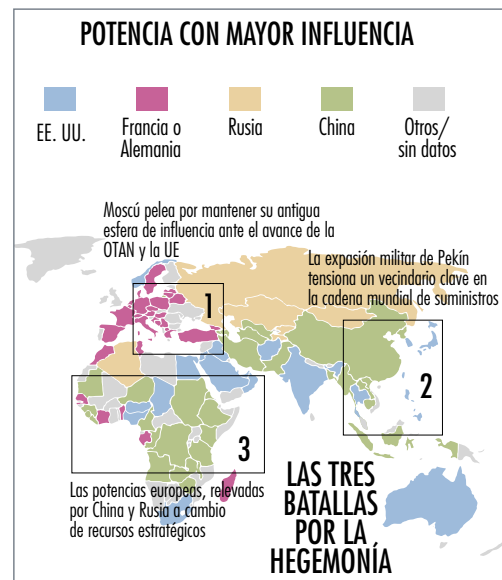 POTENCIA CON MAYOR INFLUENCIA
EE. UU.
Francia o
Alemania
Rusia
China
Otros/
sin datos
Moscú pelea por mantener su antigua
esfera de influencia ante el avance de la
OTAN y la UE
La expasión militar de Pekín
tensiona un vecindario clave en
la cadena mundial de suministros
1
2
3
Las potencias europeas, relevadas
por China y Rusia a cambio
de recursos estratégicos
LAS TRES
BATALLAS
POR LA
HEGEMONÍA